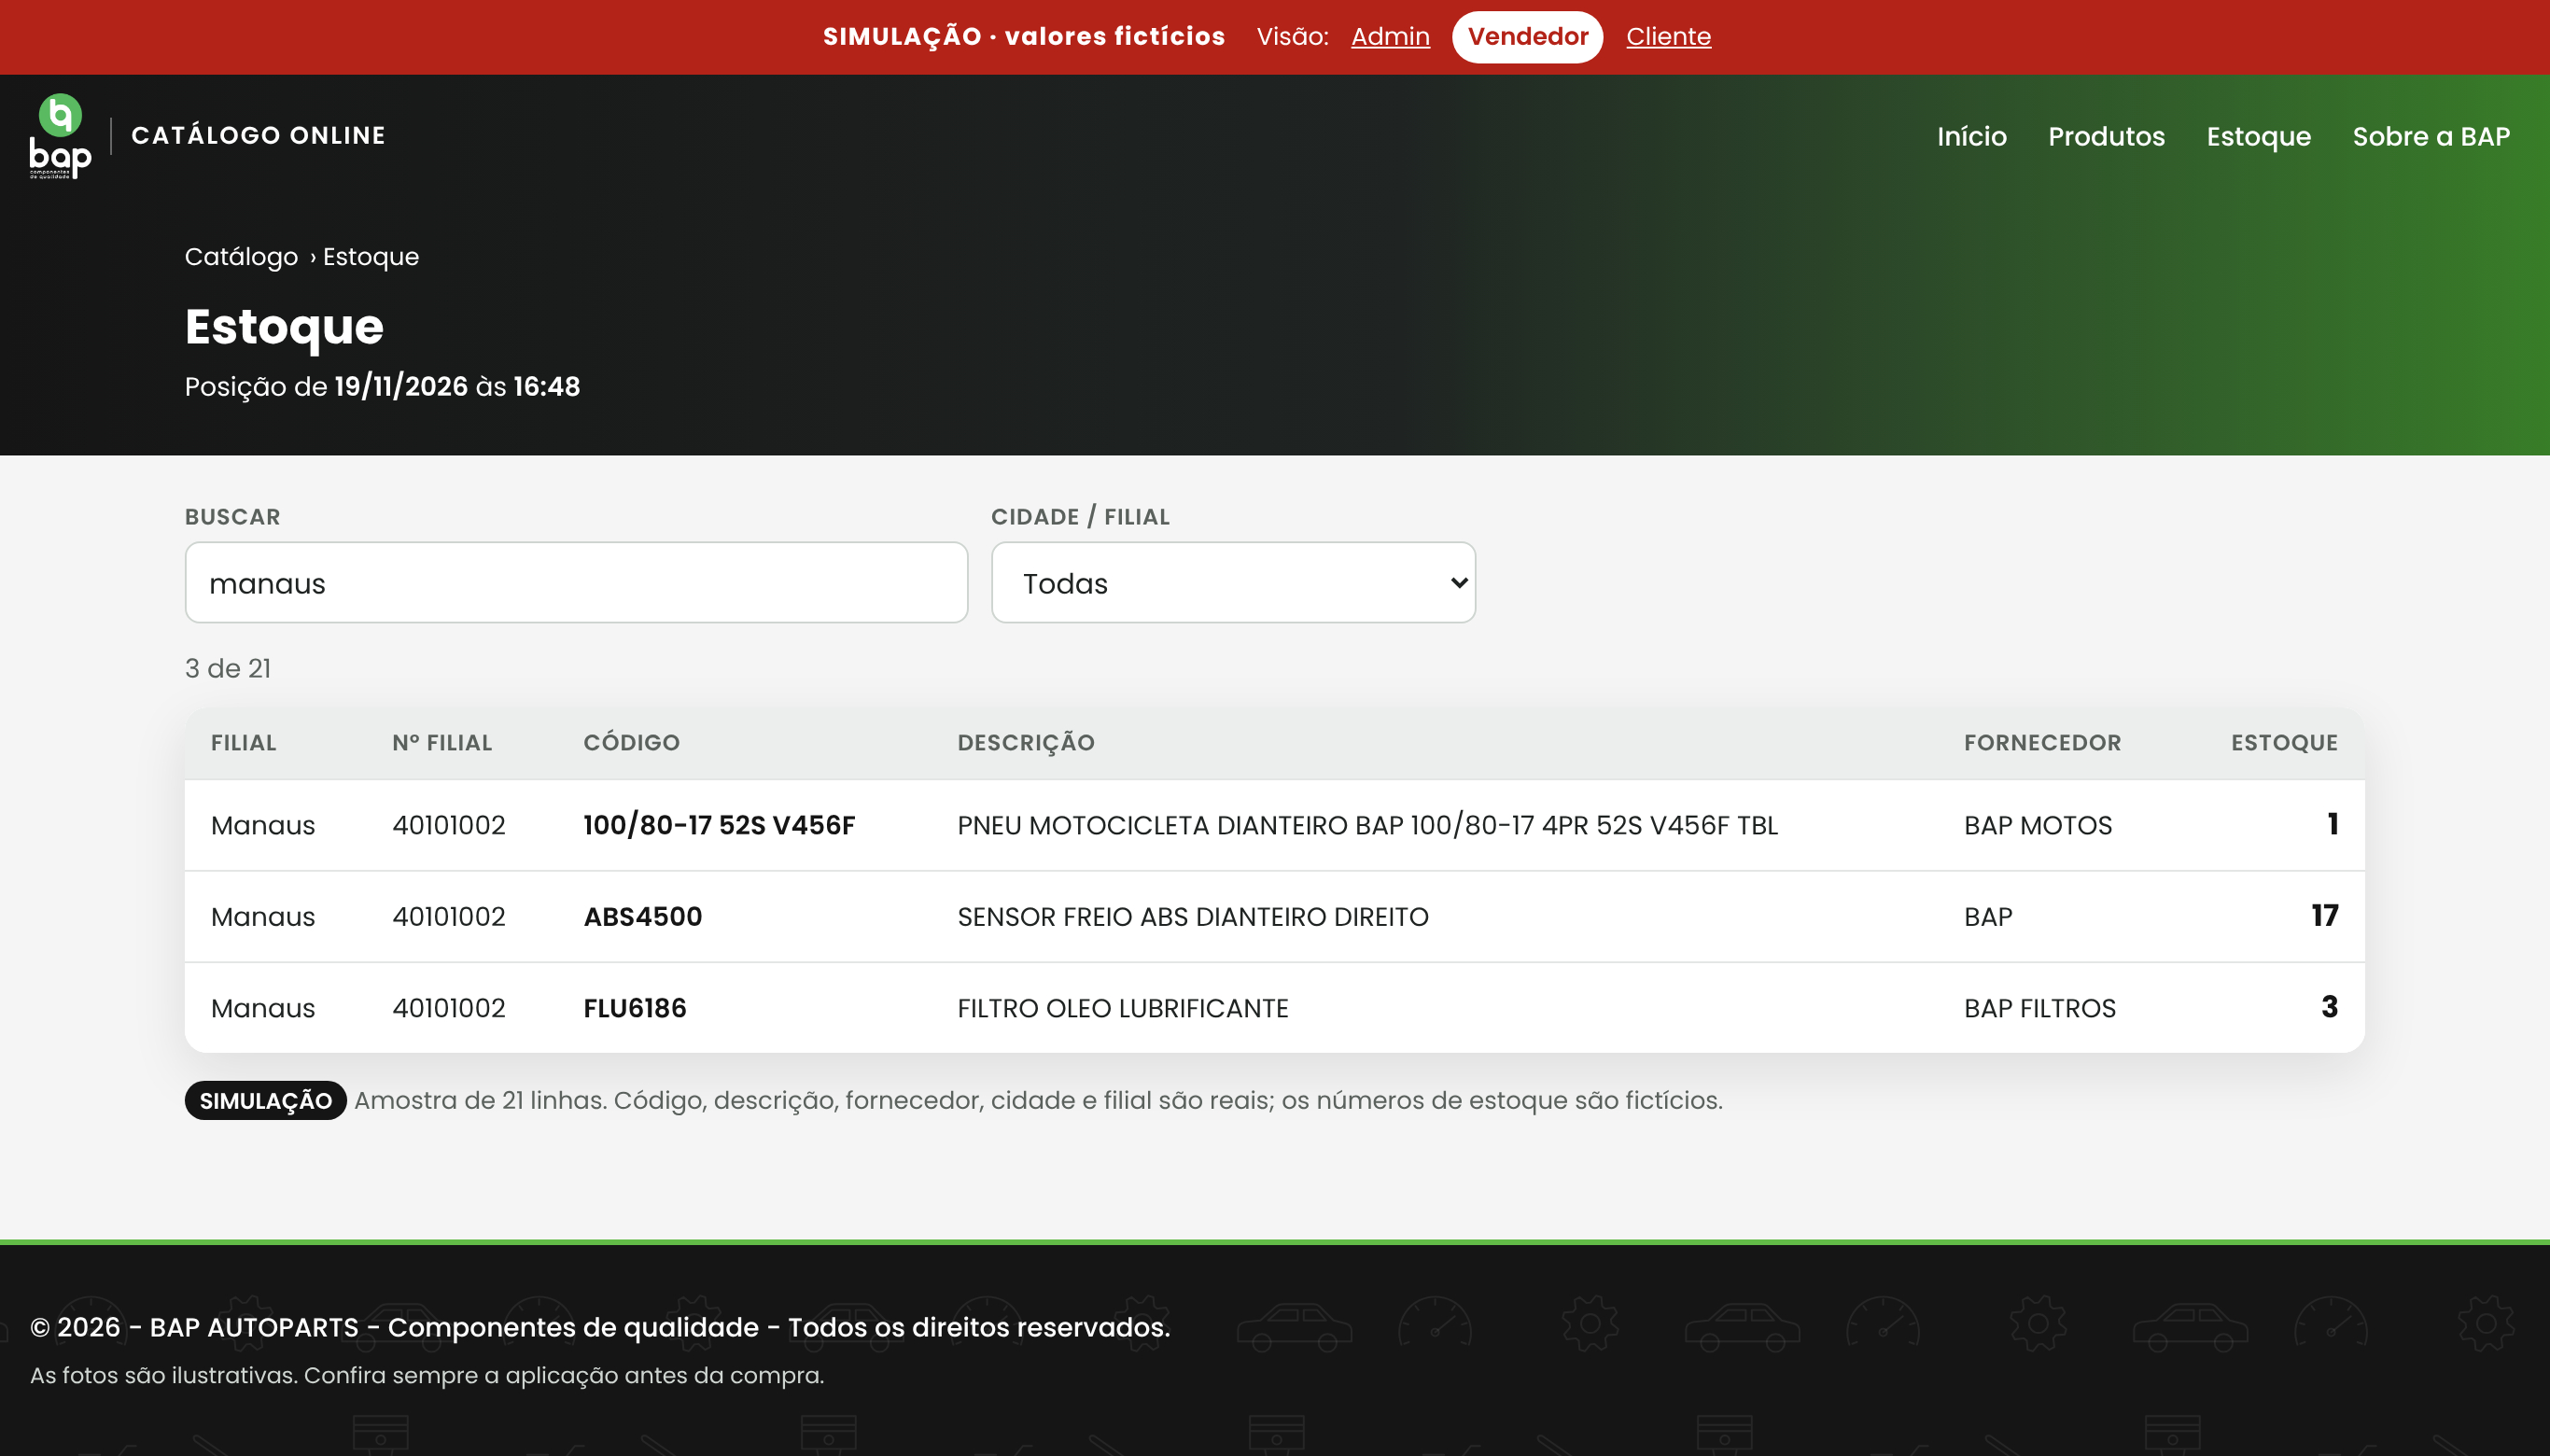 SIMULAÇÃO · valores fictícios Visão: Admin Vendedor Cliente
bap
componentes
de qualidade
CATÁLOGO ONLINE
Início Produtos Estoque Sobre a BAP
Catálogo › Estoque
Estoque
Posição de 19/11/2026 às 16:48
BUSCAR CIDADE / FILIAL
manaus Todas
3 de 21
FILIAL Nº FILIAL CÓDIGO DESCRIÇÃO FORNECEDOR ESTOQUE
Manaus 40101002 100/80-17 52S V456F PNEU MOTOCICLETA DIANTEIRO BAP 100/80-17 4PR 52S V456F TBL BAP MOTOS 1
Manaus 40101002 ABS4500 SENSOR FREIO ABS DIANTEIRO DIREITO BAP 17
Manaus 40101002 FLU6186 FILTRO OLEO LUBRIFICANTE BAP FILTROS 3
SIMULAÇÃO Amostra de 21 linhas. Código, descrição, fornecedor, cidade e filial são reais; os números de estoque são fictícios.
© 2026 - BAP AUTOPARTS - Componentes de qualidade - Todos os direitos reservados.
As fotos são ilustrativas. Confira sempre a aplicação antes da compra.